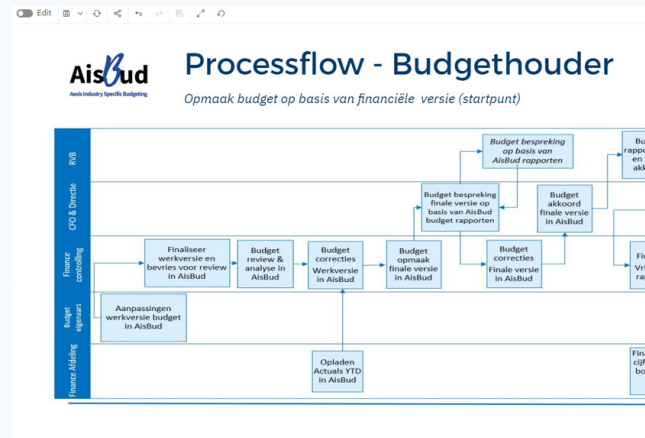 Edit
AisBud
Aexis Industry Specific Budgeting
Processflow - Budgethouder
Opmaak budget op basis van financiële versie (startpunt)
RVB
Budget bespreking
op basis van
AisBud rapporten
CFO & Directie
Budget bespreking
finale versie op
basis van AisBud
budget rapporten
Budget
akkoord
finale versie
in AisBud
Finance
controlling
Finaliseer
werkversie en
bevries voor review
in AisBud
Budget
review &
analyse in
AisBud
Budget
correcties
Werkversie
in AisBud
Budget
opmaak
finale versie
in AisBud
Budget
correcties
Finale versie
in AisBud
Budget
eigenaars
Aanpassingen
werkversie budget
in AisBud
Finance Afdeling
Opladen
Actuals YTD
in AisBud